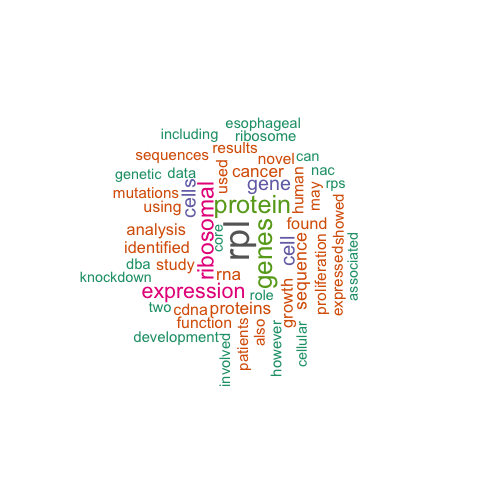 esophageal
including
ribosome
results
sequences
novel
can
used
cancer
genetic
data
nac
gene
human
rps
mutations
cells
may
using
ribosomal
protein
analysis
core
rpl
genes
found
showed
identified
cell
sequence
proliferation
expressed
associated
dba
study
rna
knockdown
expression
role
growth
two
cdna
proteins
function
also
however
development
patients
cellular
involved